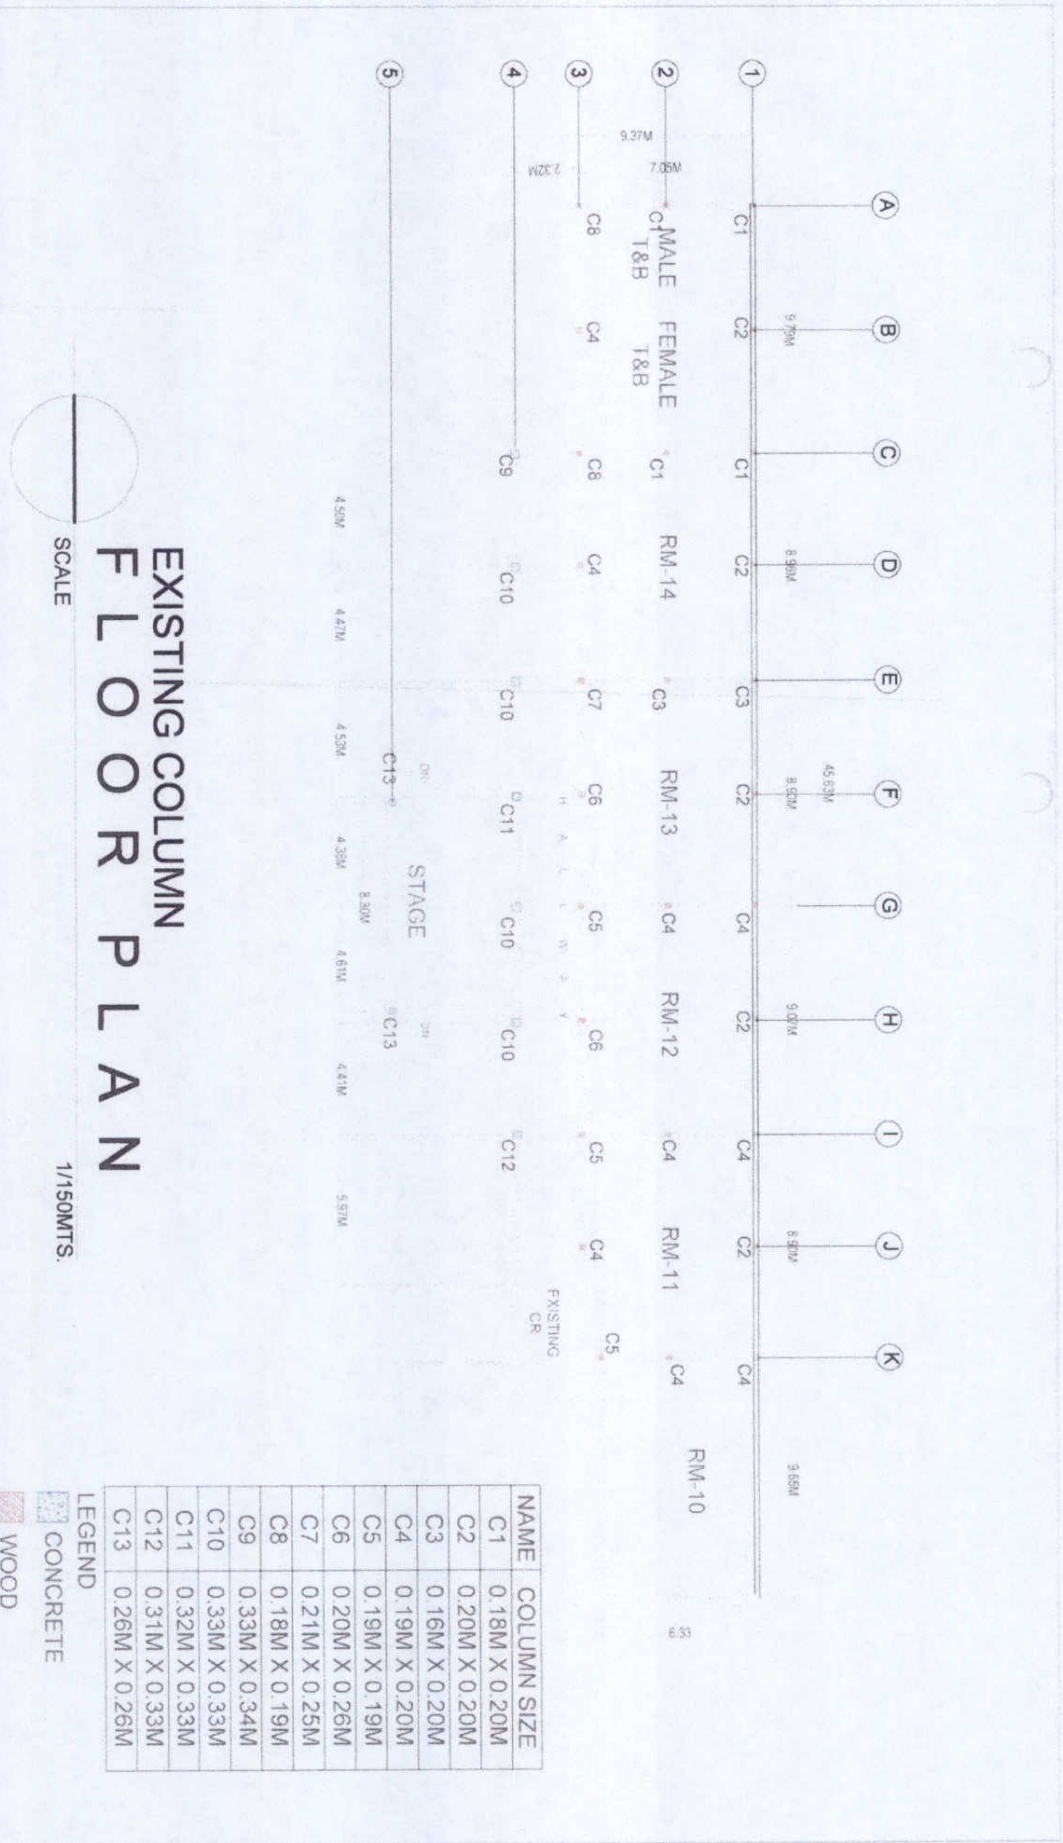 A
B
C
D
E
F
G
H
I
J
K
45.63M
9.79M
8.96M
9.07M
8.90M
9.65M
1
C1
C2
C1
C2
C3
C2
C4
C2
C4
C2
C4
9.37M
7.05M
2.32M
2
C1
C1
C3
C4
C4
C4
MALE
T&B
FEMALE
T&B
RM-14
RM-13
RM-12
RM-11
RM-10
6.33
3
C8
C4
C8
C4
C7
C6
C5
C6
C5
C4
C5
HALLWAY
EXISTING
CR
4
C9
C10
C10
C11
C10
C10
C12
5
C13
C13
DN
DN
STAGE
8.80M
4.50M
4.47M
4.53M
4.38M
4.61M
4.41M
5.97M
EXISTING COLUMN
FLOOR PLAN
SCALE
1/150MTS.
NAME COLUMN SIZE
C1 0.18M X 0.20M
C2 0.20M X 0.20M
C3 0.16M X 0.20M
C4 0.19M X 0.20M
C5 0.19M X 0.19M
C6 0.20M X 0.26M
C7 0.21M X 0.25M
C8 0.18M X 0.19M
C9 0.33M X 0.34M
C10 0.33M X 0.33M
C11 0.32M X 0.33M
C12 0.31M X 0.33M
C13 0.26M X 0.26M
LEGEND
CONCRETE
WOOD